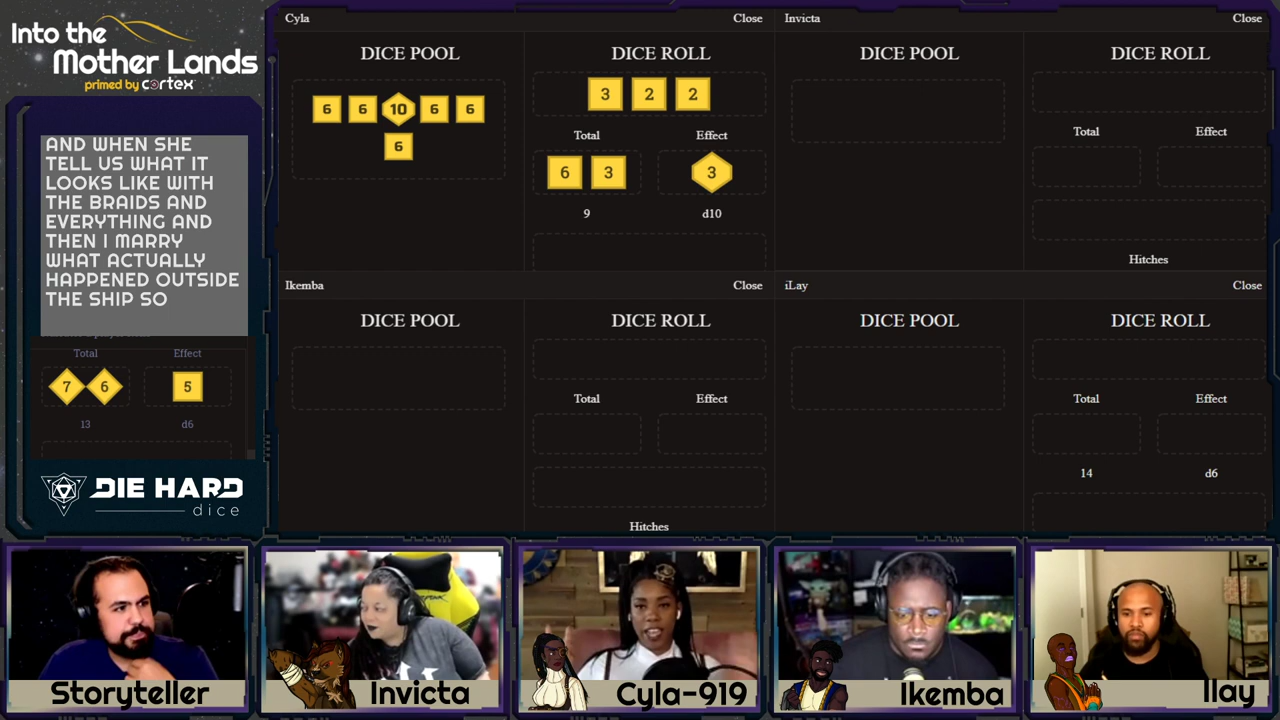 Into the
Mother Lands
primed by cortex
AND WHEN SHE
TELL US WHAT IT
LOOKS LIKE WITH
THE BRAIDS AND
EVERYTHING AND
THEN I MARRY
WHAT ACTUALLY
HAPPENED OUTSIDE
THE SHIP SO
Total Effect
7 6 5
13 d6
DIE HARD
dice
Cyla Close
DICE POOL DICE ROLL
6 6 10 6 6
6
3 2 2
Total Effect
6 3 3
9 d10
Invicta Close
DICE POOL DICE ROLL
Total Effect
Hitches
Ikemba Close
DICE POOL DICE ROLL
Total Effect
Hitches
iLay Close
DICE POOL DICE ROLL
Total Effect
14 d6
Storyteller
Invicta
Cyla-919
Ikemba
Ilay